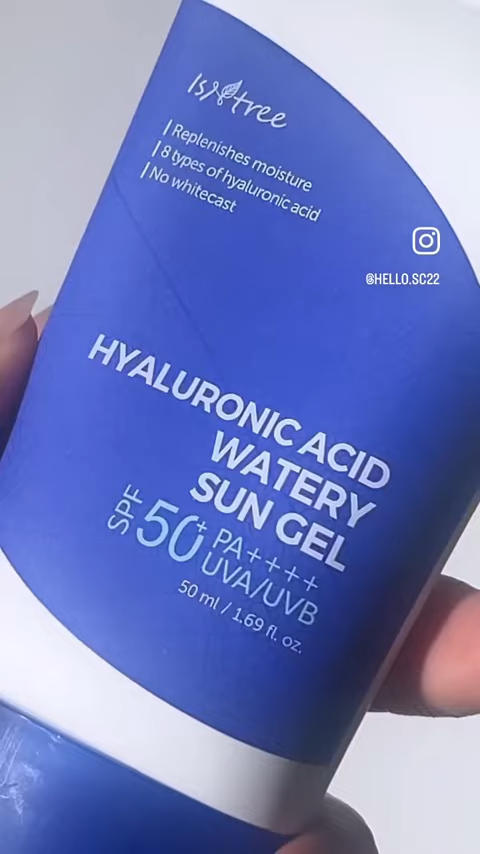 Isntree
Replenishes moisture
8 types of hyaluronic acid
No whitecast
@HELLO.SC22
HYALURONIC ACID
WATERY
SUN GEL
SPF 50+ PA++++
UVA/UVB
50 ml / 1.69 fl. oz.